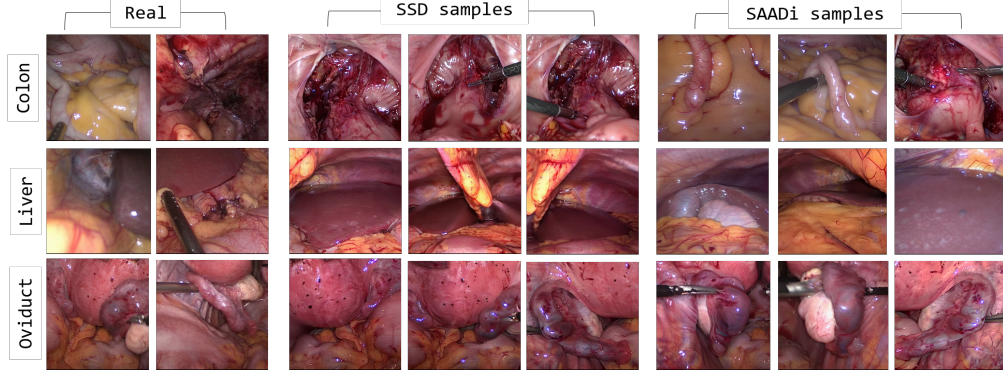 Real
SSD samples
SAADi samples
Colon
Liver
Oviduct